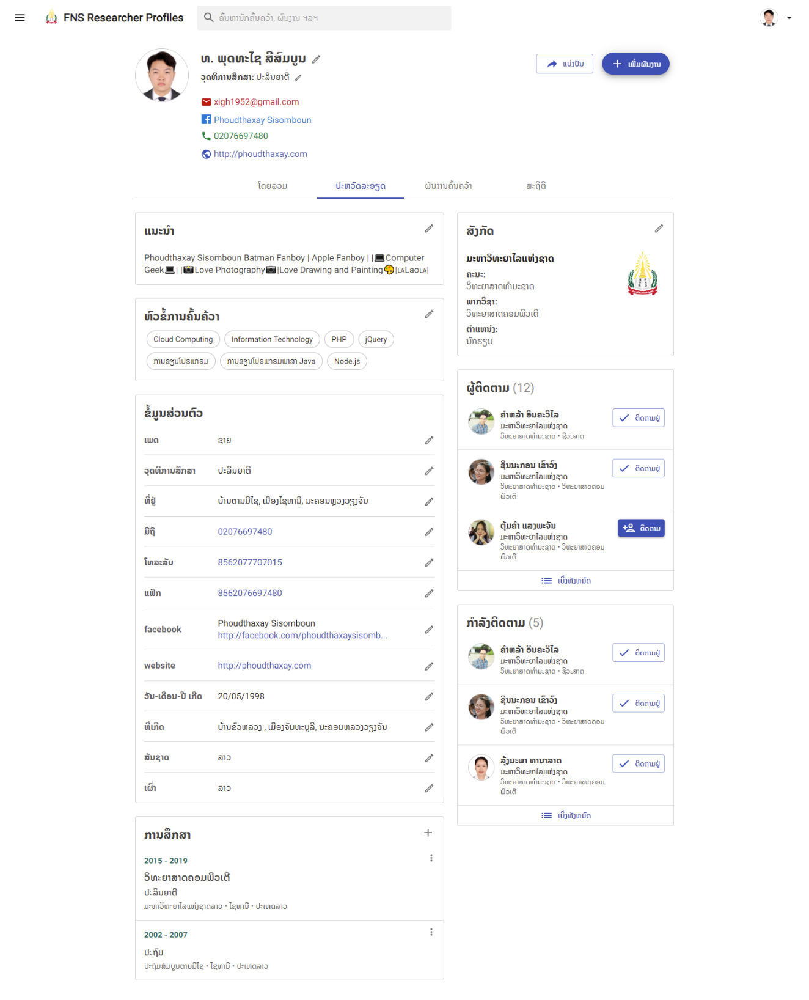 FNS Researcher Profiles
ຄົ້ນຫານັກຄົ້ນຄວ້າ, ຜົນງານ ຯລຯ
ທ. ພຸດທະໄຊ ສີສົມບູນ
ວຸດທິການສຶກສາ: ປະລິນຍາຕີ
ແບ່ງປັນ
ເພີ່ມຜົນງານ
xigh1952@gmail.com
Phoudthaxay Sisomboun
02076697480
http://phoudthaxay.com
ໂດຍລວມ
ປະຫວັດລະອຽດ
ຜົນງານຄົ້ນຄວ້າ
ສະຖິຕິ
ແນະນຳ
Phoudthaxay Sisomboun Batman Fanboy | Apple Fanboy | |💻Computer
Geek💻| |📸Love Photography📷|Love Drawing and Painting🎨|🇱🇦Lao🇱🇦|
ຫົວຂໍ້ການຄົ້ນຄ້ວາ
Cloud Computing
Information Technology
PHP
jQuery
ການຂຽນໂປຣແກຣມ
ການຂຽນໂປຣແກຣມພາສາ Java
Node.js
ຂໍ້ມູນສ່ວນຕົວ
ເພດ
ຊາຍ
ວຸດທິການສຶກສາ
ປະລິນຍາຕີ
ທີ່ຢູ່
ບ້ານຕານມີໄຊ, ເມືອງໄຊທານີ, ນະຄອນຫຼວງວຽງຈັນ
ມືຖື
02076697480
ໂທລະສັບ
8562077707015
ແຟັກ
8562076697480
facebook
Phoudthaxay Sisomboun
http://facebook.com/phoudthaxaysisomb...
website
http://phoudthaxay.com
ວັນ-ເດືອນ-ປີ ເກີດ
20/05/1998
ທີ່ເກີດ
ບ້ານຂົວຫລວງ , ເມືອງຈັນທະບູລີ, ນະຄອນຫລວງວຽງຈັນ
ສັນຊາດ
ລາວ
ເຜົ່າ
ລາວ
ການສຶກສາ
2015 - 2019
ວິທະຍາສາດຄອມພິວເຕີ
ປະລິນຍາຕີ
ມະຫາວິທະຍາໄລແຫ່ງຊາດລາວ • ໄຊທານີ • ປະເທດລາວ
2002 - 2007
ປະຖົມ
ປະຖົມສົມບູນຕານມີໄຊ • ໄຊທານີ • ປະເທດລາວ
ສັງກັດ
ມະຫາວິທະຍາໄລແຫ່ງຊາດ
ຄະນະ:
ວິທະຍາສາດທຳມະຊາດ
ພາກວິຊາ:
ວິທະຍາສາດຄອມພິວເຕີ
ຕຳແຫນ່ງ:
ນັກຮຽນ
ຜູ້ຕິດຕາມ (12)
ຄຳຫລ້າ ອິນຄະວິໄລ
ມະຫາວິທະຍາໄລແຫ່ງຊາດ
ວິທະຍາສາດທຳມະຊາດ • ຊີວະສາດ
ຕິດຕາມຢູ່
ຊິນນະກອນ ເຂົາວົງ
ມະຫາວິທະຍາໄລແຫ່ງຊາດ
ວິທະຍາສາດທຳມະຊາດ • ວິທະຍາສາດຄອມ
ພິວເຕີ
ຕິດຕາມຢູ່
ຕຸ້ມຄຳ ແສງພະຈັນ
ມະຫາວິທະຍາໄລແຫ່ງຊາດ
ວິທະຍາສາດທຳມະຊາດ • ວິທະຍາສາດຄອມ
ພິວເຕີ
ຕິດຕາມ
ເບິ່ງທັງຫມົດ
ກຳລັງຕິດຕາມ (5)
ຄຳຫລ້າ ອິນຄະວິໄລ
ມະຫາວິທະຍາໄລແຫ່ງຊາດ
ວິທະຍາສາດທຳມະຊາດ • ຊີວະສາດ
ຕິດຕາມຢູ່
ຊິນນະກອນ ເຂົາວົງ
ມະຫາວິທະຍາໄລແຫ່ງຊາດ
ວິທະຍາສາດທຳມະຊາດ • ວິທະຍາສາດຄອມ
ພິວເຕີ
ຕິດຕາມຢູ່
ລຸ້ງນະພາ ທານາລາດ
ມະຫາວິທະຍາໄລແຫ່ງຊາດ
ວິທະຍາສາດທຳມະຊາດ • ວິທະຍາສາດຄອມ
ພິວເຕີ
ຕິດຕາມຢູ່
ເບິ່ງທັງຫມົດ